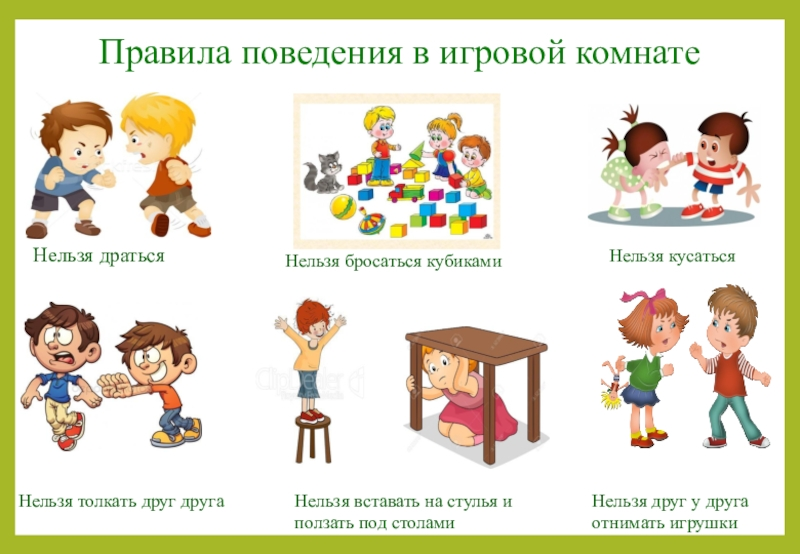 Правила поведения в игровой комнате
Нельзя драться
Нельзя бросаться кубиками
Нельзя кусаться
Нельзя толкать друг друга
Нельзя вставать на стулья и
ползать под столами
Нельзя друг у друга
отнимать игрушки